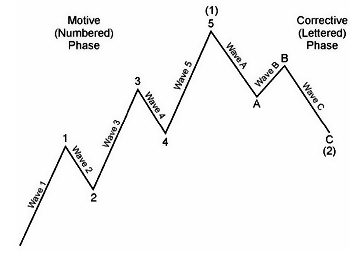 Motive
(Numbered)
Phase
(1)
5
Corrective
(Lettered)
Phase
Wave 1
1
Wave 2
2
Wave 3
3
Wave 4
4
Wave 5
Wave A
A
Wave B
B
Wave C
C
(2)